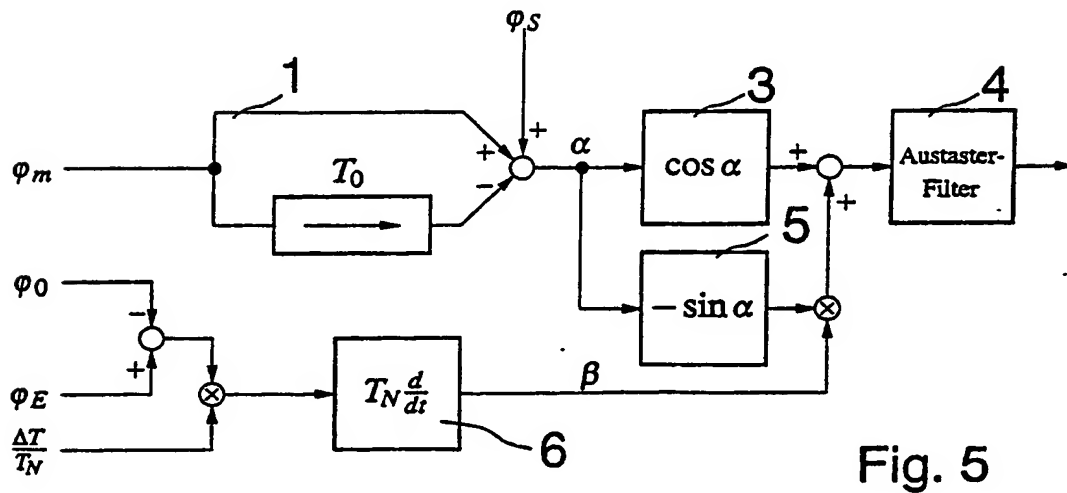 φS
1
3
4
+
α
φm
+
−
T0
cos α
+
+
Austaster-
Filter
5
− sin α
φ0
−
+
φE
ΔT
TN
TN d
dt
β
6
Fig. 5